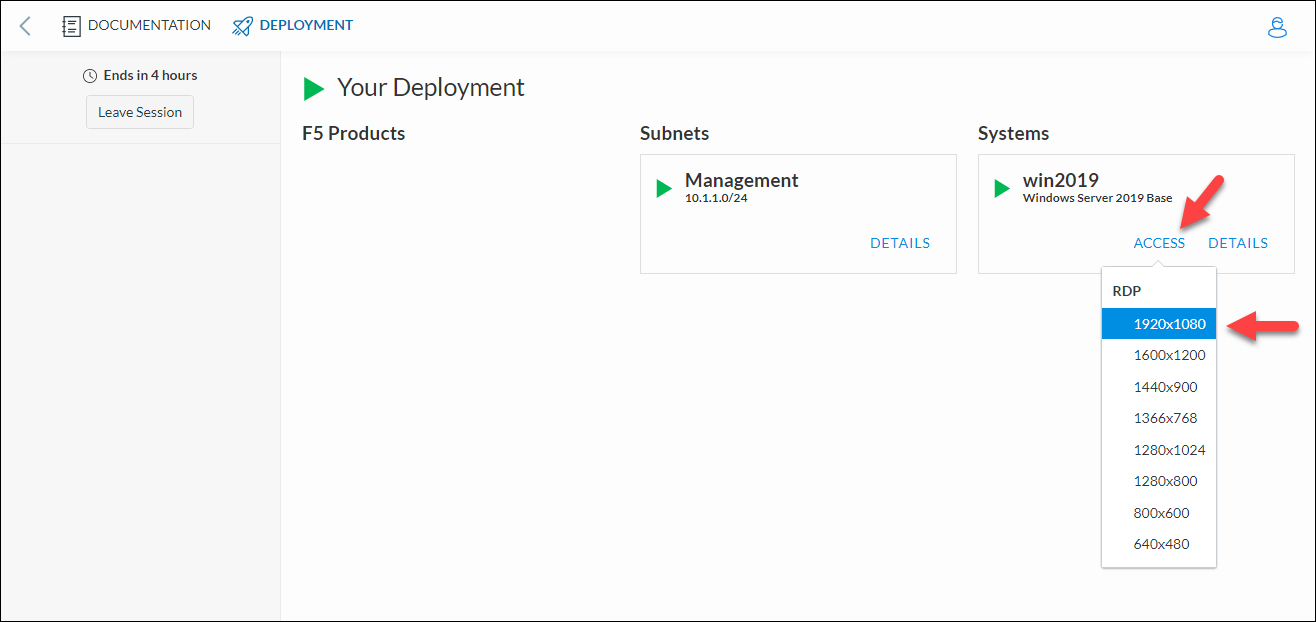 DOCUMENTATION
DEPLOYMENT
Ends in 4 hours
Leave Session
Your Deployment
F5 Products
Subnets
Management
10.1.1.0/24
DETAILS
Systems
win2019
Windows Server 2019 Base
ACCESS
DETAILS
RDP
1920x1080
1600x1200
1440x900
1366x768
1280x1024
1280x800
800x600
640x480